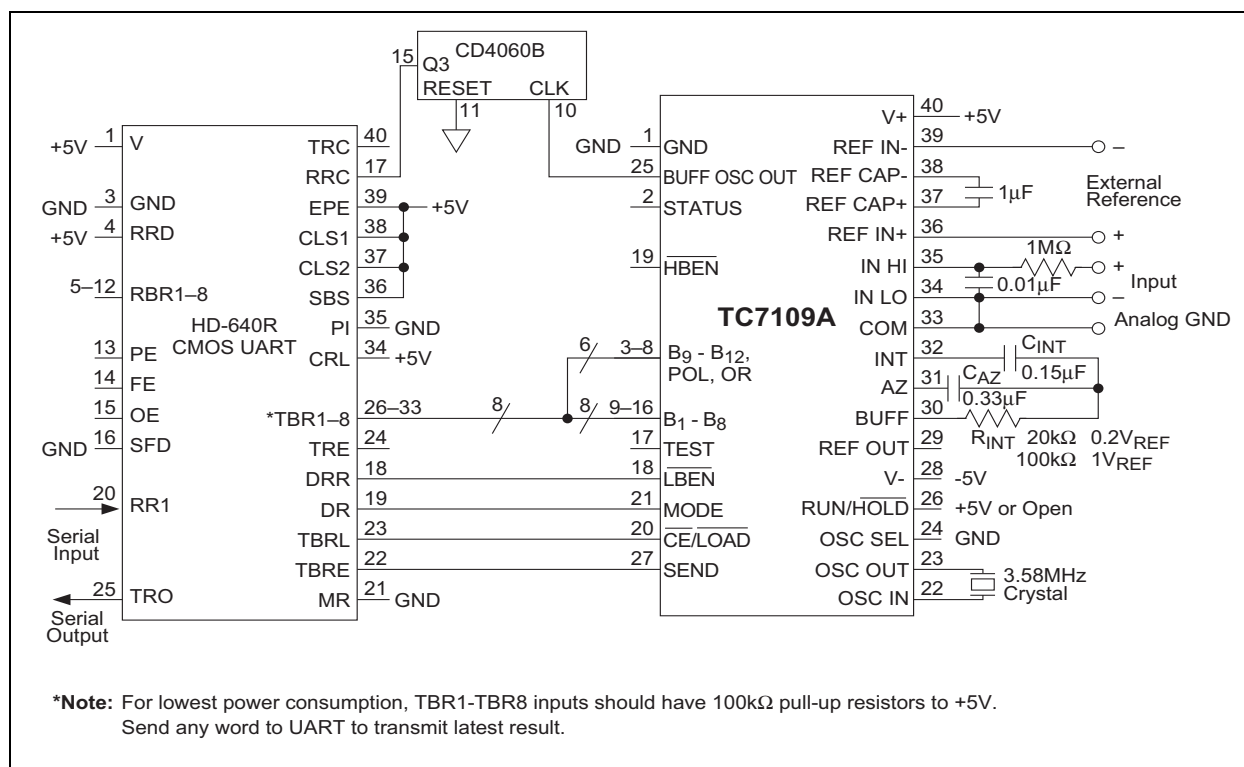 CD4060B
15 Q3
RESET CLK
11 10
HD-640R
CMOS UART
+5V 1 V
GND 3 GND
+5V 4 RRD
5–12 RBR1–8
13 PE
14 FE
15 OE
GND 16 SFD
20 RR1
Serial
Input
25 TRO
Serial
Output
TRC 40
RRC 17
EPE 39 +5V
CLS1 38
CLS2 37
SBS 36
PI 35 GND
CRL 34 +5V
*TBR1–8 26–33 8
TRE 24
DRR 18
DR 19
TBRL 23
TBRE 22
MR 21 GND
TC7109A
GND 1 GND
25 BUFF OSC OUT
2 STATUS
19 HBEN
6 3–8 B9 - B12,
POL, OR
8 9–16 B1 - B8
17 TEST
18 LBEN
21 MODE
20 CE/LOAD
27 SEND
V+ 40 +5V
REF IN- 39 –
REF CAP- 38
REF CAP+ 37 1μF
External
Reference
REF IN+ 36 +
IN HI 35 1MΩ +
0.01μF
Input
IN LO 34 –
COM 33 Analog GND
INT 32 CINT
0.15μF
AZ 31 CAZ
0.33μF
BUFF 30 RINT 20kΩ 0.2VREF
100kΩ 1VREF
REF OUT 29
V- 28 -5V
RUN/HOLD 26 +5V or Open
OSC SEL 24 GND
OSC OUT 23
3.58MHz
Crystal
OSC IN 22
*Note: For lowest power consumption, TBR1-TBR8 inputs should have 100kΩ pull-up resistors to +5V.
Send any word to UART to transmit latest result.